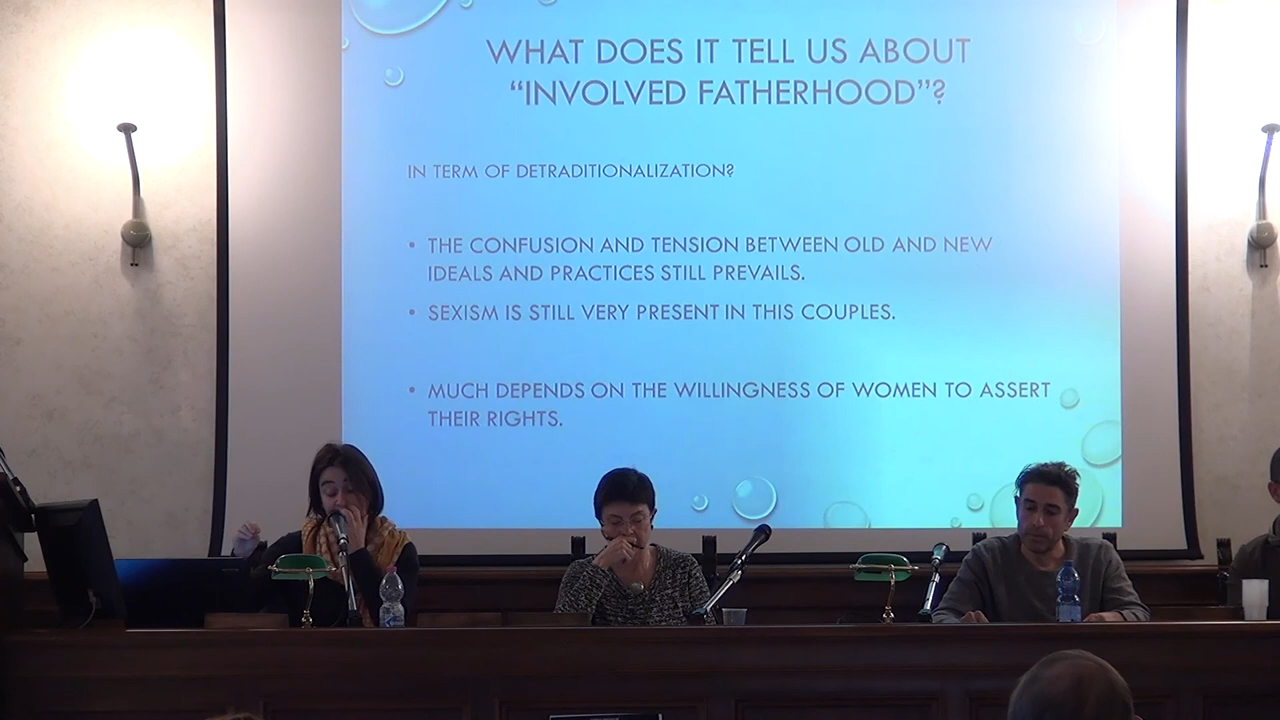 WHAT DOES IT TELL US ABOUT
“INVOLVED FATHERHOOD”?
IN TERM OF DETRADITIONALIZATION?
• THE CONFUSION AND TENSION BETWEEN OLD AND NEW
IDEALS AND PRACTICES STILL PREVAILS.
• SEXISM IS STILL VERY PRESENT IN THIS COUPLES.
• MUCH DEPENDS ON THE WILLINGNESS OF WOMEN TO ASSERT
THEIR RIGHTS.